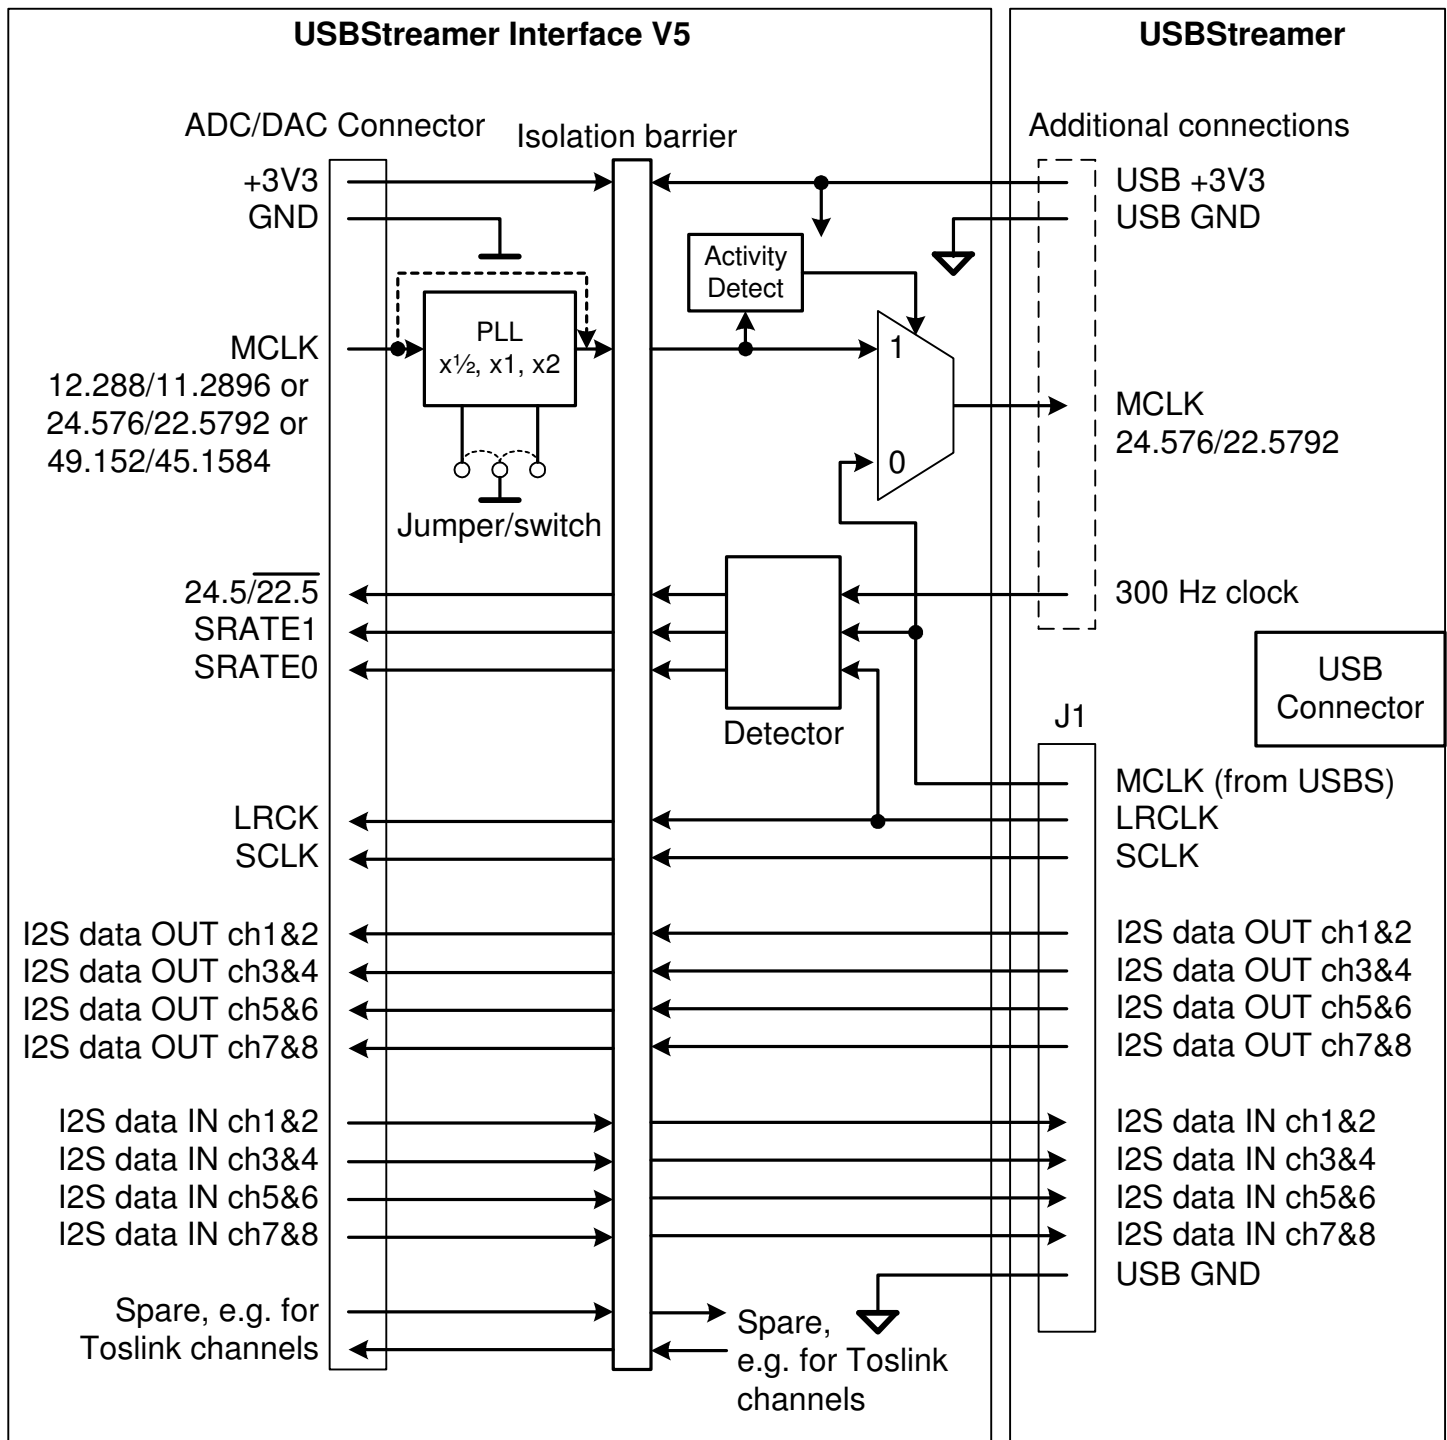 USBStreamer Interface V5
USBStreamer
ADC/DAC Connector
Isolation barrier
Additional connections
+3V3
USB +3V3
GND
USB GND
Activity
Detect
PLL
x½, x1, x2
MCLK
12.288/11.2896 or
24.576/22.5792 or
49.152/45.1584
1
0
MCLK
24.576/22.5792
Jumper/switch
24.5/22.5
SRATE1
SRATE0
300 Hz clock
Detector
USB
Connector
J1
MCLK (from USBS)
LRCK
LRCLK
SCLK
SCLK
I2S data OUT ch1&2
I2S data OUT ch1&2
I2S data OUT ch3&4
I2S data OUT ch3&4
I2S data OUT ch5&6
I2S data OUT ch5&6
I2S data OUT ch7&8
I2S data OUT ch7&8
I2S data IN ch1&2
I2S data IN ch1&2
I2S data IN ch3&4
I2S data IN ch3&4
I2S data IN ch5&6
I2S data IN ch5&6
I2S data IN ch7&8
I2S data IN ch7&8
USB GND
Spare, e.g. for
Toslink channels
Spare,
e.g. for Toslink
channels